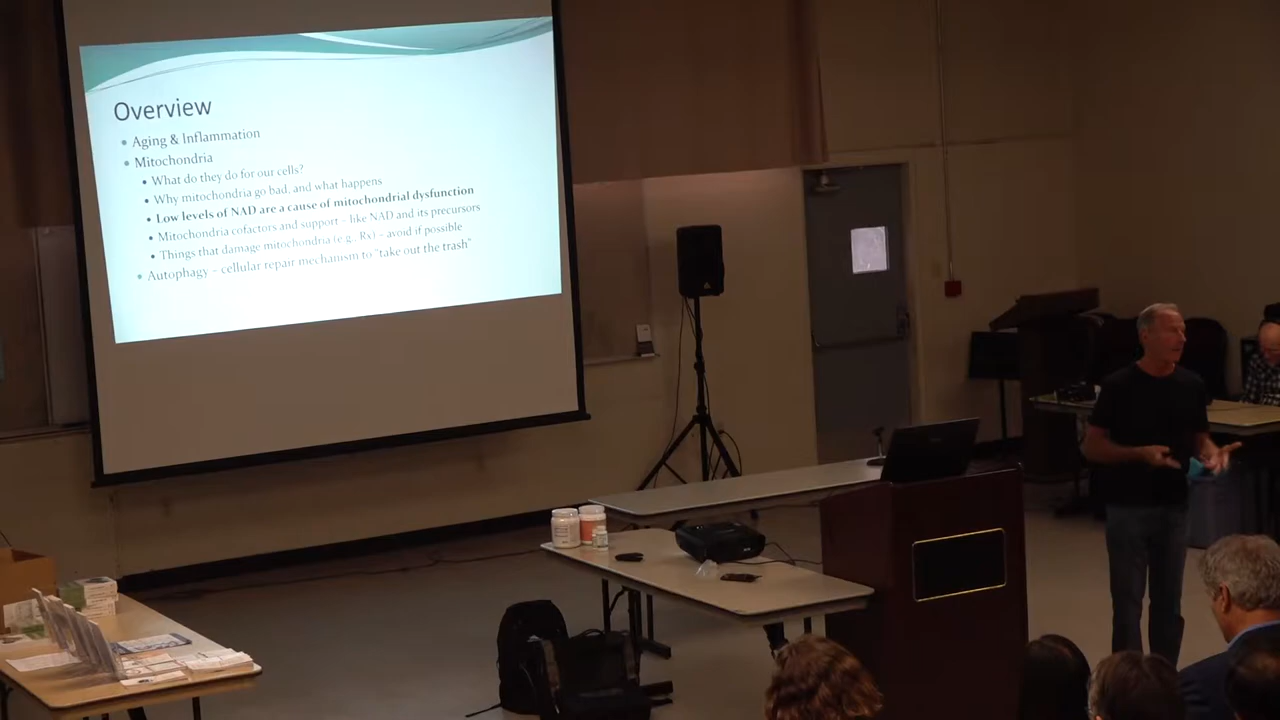 Overview
• Aging & Inflammation
• Mitochondria
• What do they do for our cells?
• Why mitochondria go bad, and what happens
• Low levels of NAD are a cause of mitochondrial dysfunction
• Mitochondria cofactors and support – like NAD and its precursors
• Things that damage mitochondria (e.g., Rx) – avoid if possible
• Autophagy – cellular repair mechanism to "take out the trash"